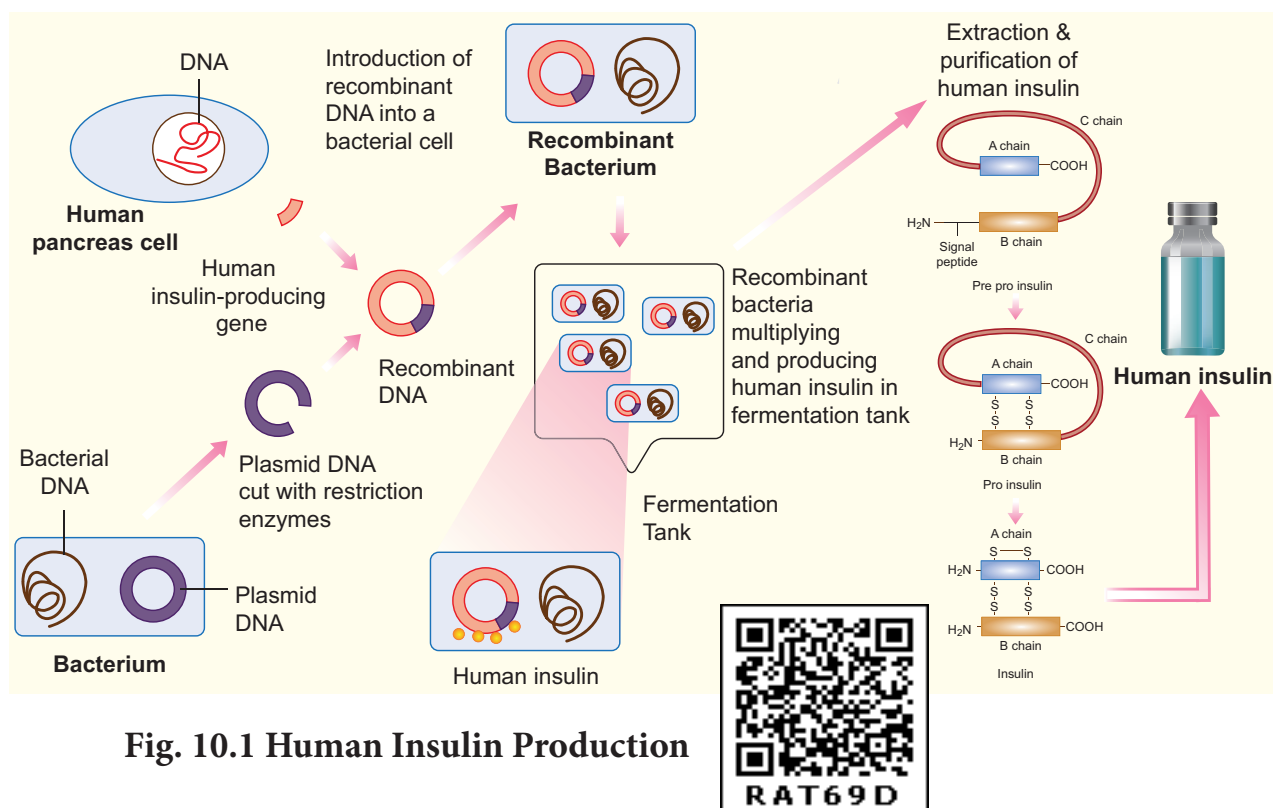 DNA
Human
pancreas cell
Introduction of
recombinant
DNA into a
bacterial cell
Recombinant
Bacterium
Human
insulin-producing
gene
Recombinant
DNA
Plasmid DNA
cut with restriction
enzymes
Bacterial
DNA
Plasmid
DNA
Bacterium
Recombinant
bacteria
multiplying
and producing
human insulin in
fermentation tank
Fermentation
Tank
Human insulin
Extraction &
purification of
human insulin
C chain
A chain
COOH
H₂N
Signal
peptide
B chain
Pre pro insulin
C chain
A chain
COOH
S S
S S
H₂N
B chain
Pro insulin
A chain
S S
H₂N COOH
S S
S S
H₂N COOH
B chain
Insulin
Human insulin
Fig. 10.1 Human Insulin Production
RAT69D